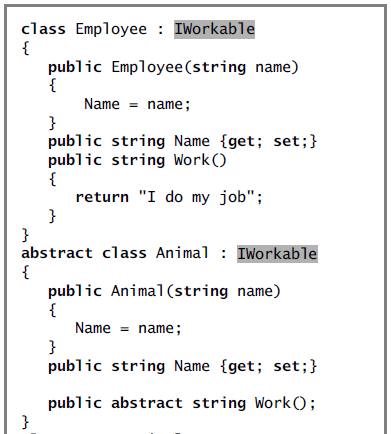 class Employee : IWorkable
{
public Employee(string name)
{
Name = name;
}
public string Name {get; set;}
public string Work()
{
return "I do my job";
}
}
abstract class Animal : IWorkable
{
public Animal(string name)
{
Name = name;
}
public string Name {get; set;}
public abstract string Work();
}